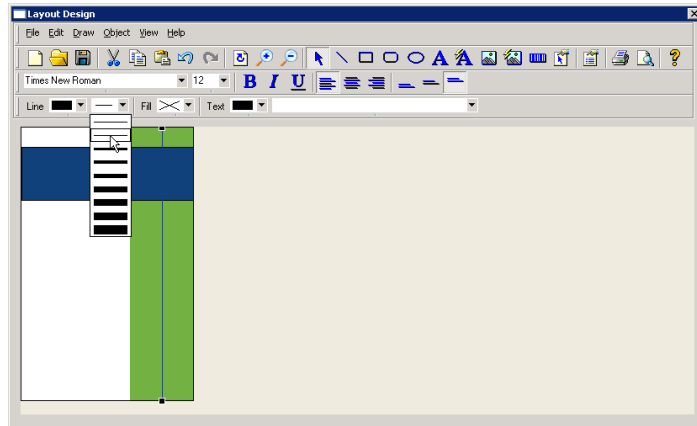 Layout Design
File Edit Draw Object View Help
A A
Times New Roman 12 B I U
Line Fill Text